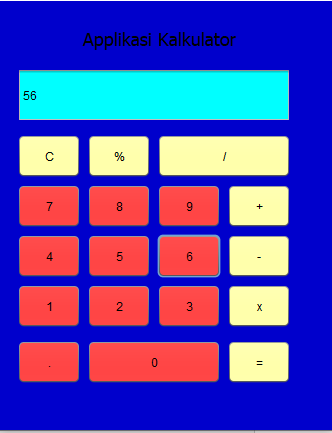 Applikasi Kalkulator
56
C % /
7 8 9 +
4 5 6 -
1 2 3 x
. 0 =